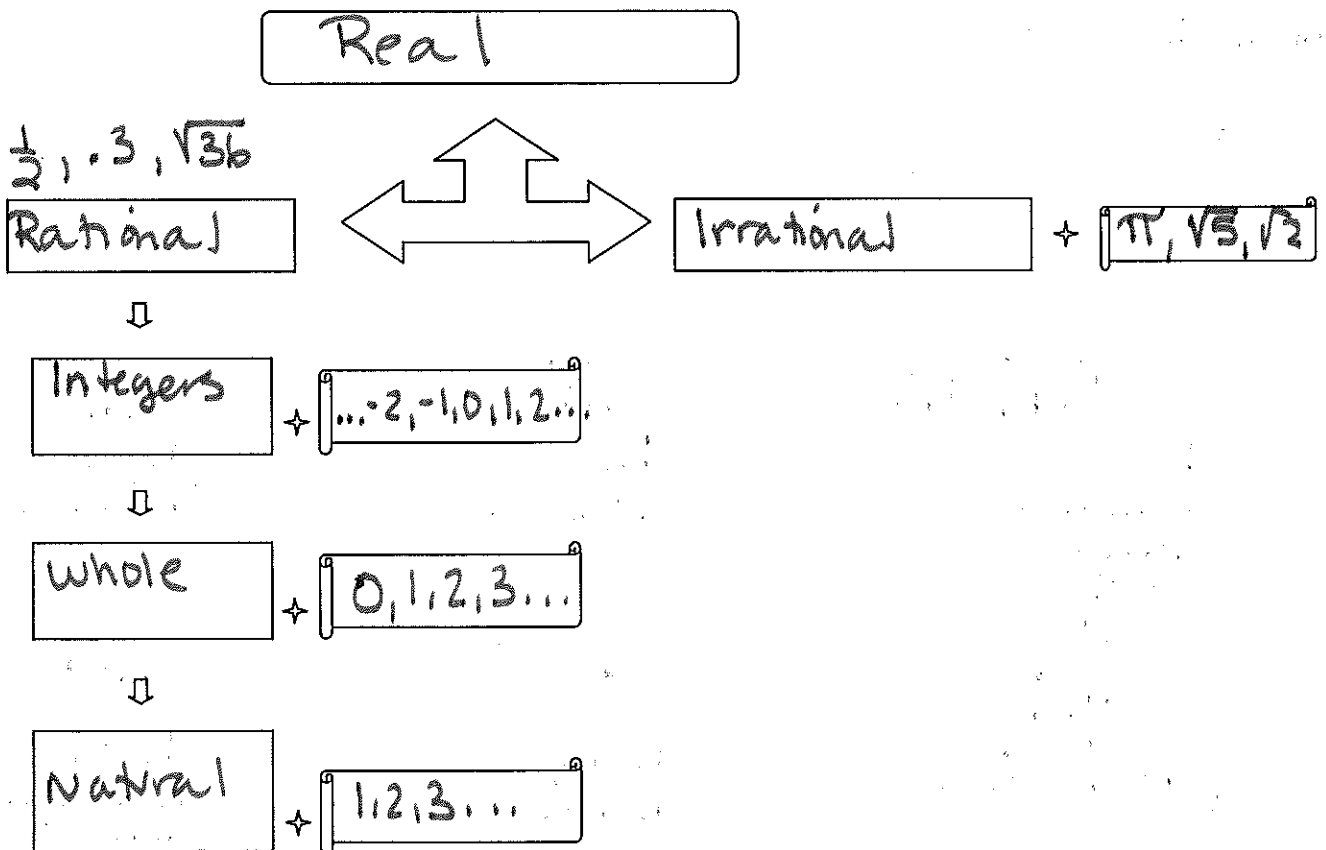 Real
½, .3, √36
Rational
Irrational
π, √5, √2
Integers
...-2, -1, 0, 1, 2...
whole
0, 1, 2, 3...
Natural
1, 2, 3...